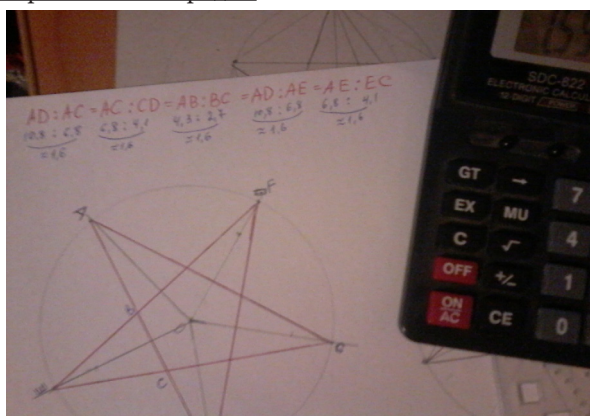 AD:AC=AC:CD=AB:BC=AD:AE=AE:EC
10,8:6,8 6,8:4,1 4,3:2,7 10,8:6,8 6,8:4,1
≈1,6 ≈1,6 ≈1,6 ≈1,6 ≈1,6
SDC-822
ELECTRONIC CALCU
GT → 7
EX MU
C √ 4
OFF +/- 1
ON
AC CE 0
A
F
B
O
C